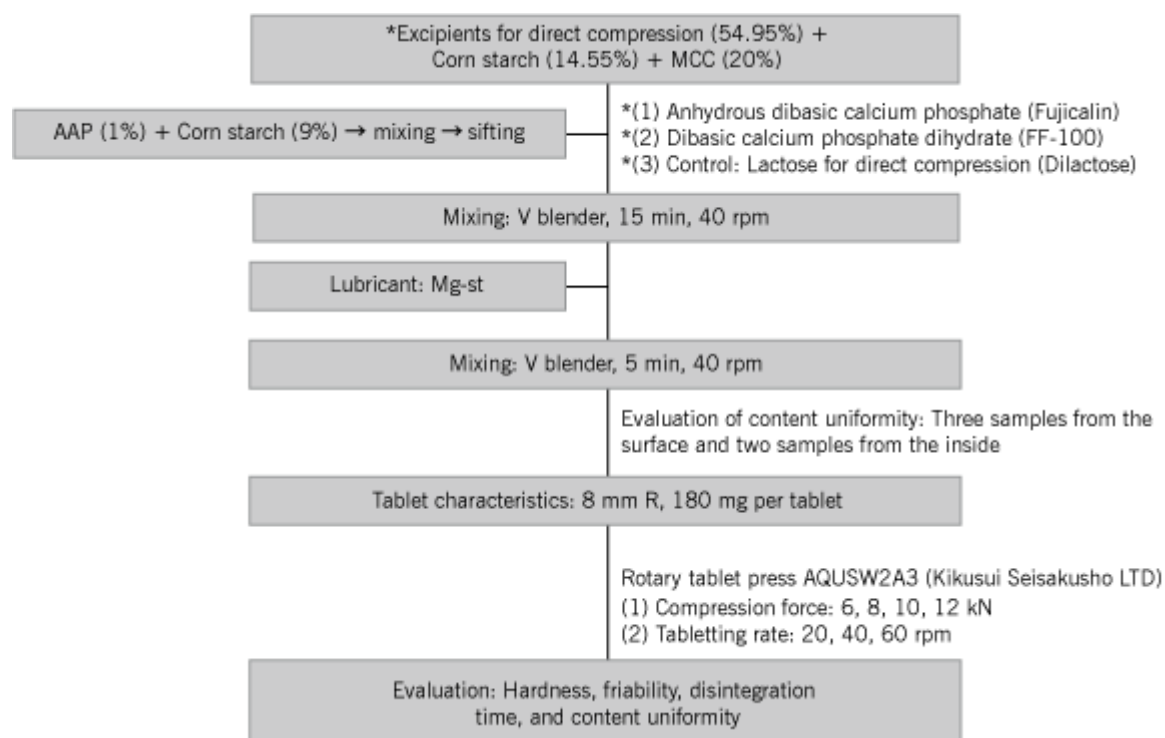 *Excipients for direct compression (54.95%) +
Corn starch (14.55%) + MCC (20%)
AAP (1%) + Corn starch (9%) → mixing → sifting
*(1) Anhydrous dibasic calcium phosphate (Fujicalin)
*(2) Dibasic calcium phosphate dihydrate (FF-100)
*(3) Control: Lactose for direct compression (Dilactose)
Mixing: V blender, 15 min, 40 rpm
Lubricant: Mg-st
Mixing: V blender, 5 min, 40 rpm
Evaluation of content uniformity: Three samples from the
surface and two samples from the inside
Tablet characteristics: 8 mm R, 180 mg per tablet
Rotary tablet press AQUSW2A3 (Kikusui Seisakusho LTD)
(1) Compression force: 6, 8, 10, 12 kN
(2) Tabletting rate: 20, 40, 60 rpm
Evaluation: Hardness, friability, disintegration
time, and content uniformity